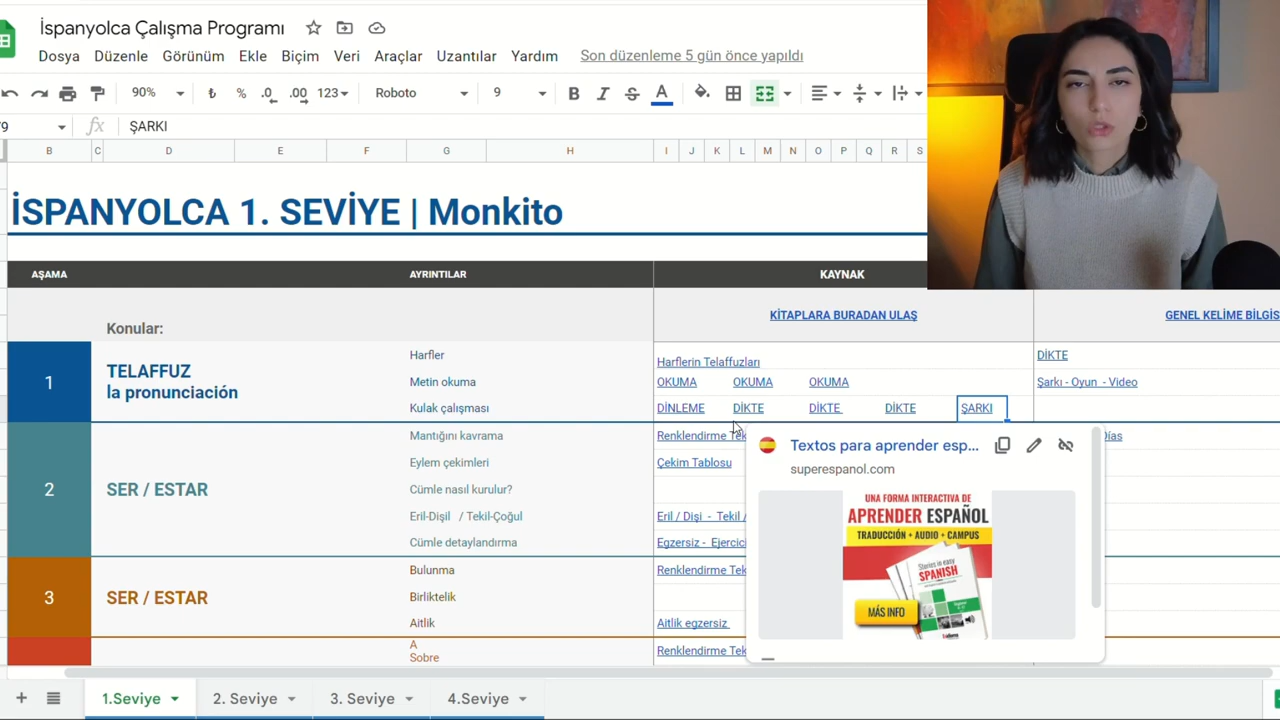 İspanyolca Çalışma Programı
Dosya Düzenle Görünüm Ekle Biçim Veri Araçlar Uzantılar Yardım Son düzenleme 5 gün önce yapıldı
90% ₺ % .0 .00 123 Roboto 9 B I S A
fx ŞARKI
B C D E F G H I J K L M N O P Q R S
İSPANYOLCA 1. SEVİYE | Monkito
AŞAMA AYRINTILAR KAYNAK
Konular: KİTAPLARA BURADAN ULAŞ GENEL KELİME BİLGİS
1 TELAFFUZ
la pronunciación
Harfler Harflerin Telaffuzları DİKTE
Metin okuma OKUMA OKUMA OKUMA Şarkı - Oyun - Video
Kulak çalışması DİNLEME DİKTE DİKTE DİKTE ŞARKI
2 SER / ESTAR
Mantığını kavrama Renklendirme Tek Días
Eylem çekimleri Çekim Tablosu
Cümle nasıl kurulur?
Eril-Dişil / Tekil-Çoğul Eril / Dişi - Tekil /
Cümle detaylandırma Egzersiz - Ejercici
3 SER / ESTAR
Bulunma Renklendirme Tek
Birliktelik
Aitlik Aitlik egzersiz
A
Sobre Renklendirme Tek
Textos para aprender esp...
superespanol.com
UNA FORMA INTERACTIVA DE
APRENDER ESPAÑOL
TRADUCCIÓN + AUDIO + CAMPUS
Stories in easy
SPANISH
MÁS INFO
1.Seviye 2. Seviye 3. Seviye 4.Seviye